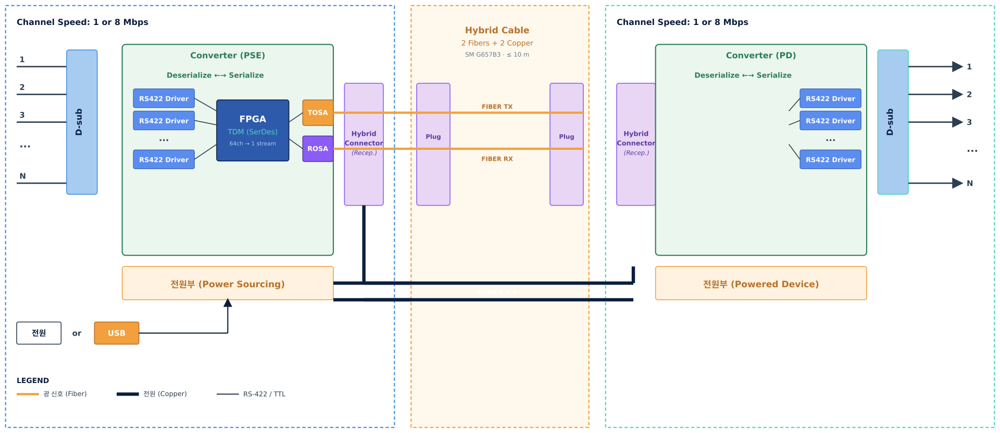 Channel Speed: 1 or 8 Mbps
1
2
3
...
N
D-sub
Converter (PSE)
Deserialize ←→ Serialize
RS422 Driver
RS422 Driver
...
RS422 Driver
FPGA
TDM (SerDes)
64ch → 1 stream
TOSA
ROSA
Hybrid
Connector
(Recep.)
전원부 (Power Sourcing)
전원
or
USB
LEGEND
광 신호 (Fiber)
전원 (Copper)
RS-422 / TTL
Hybrid Cable
2 Fibers + 2 Copper
SM G657B3 · ≤ 10 m
Plug
FIBER TX
FIBER RX
Plug
POWER × 2
Channel Speed: 1 or 8 Mbps
Hybrid
Connector
(Recep.)
Converter (PD)
Deserialize ←→ Serialize
RS422 Driver
RS422 Driver
...
RS422 Driver
전원부 (Powered Device)
D-sub
1
2
3
...
N